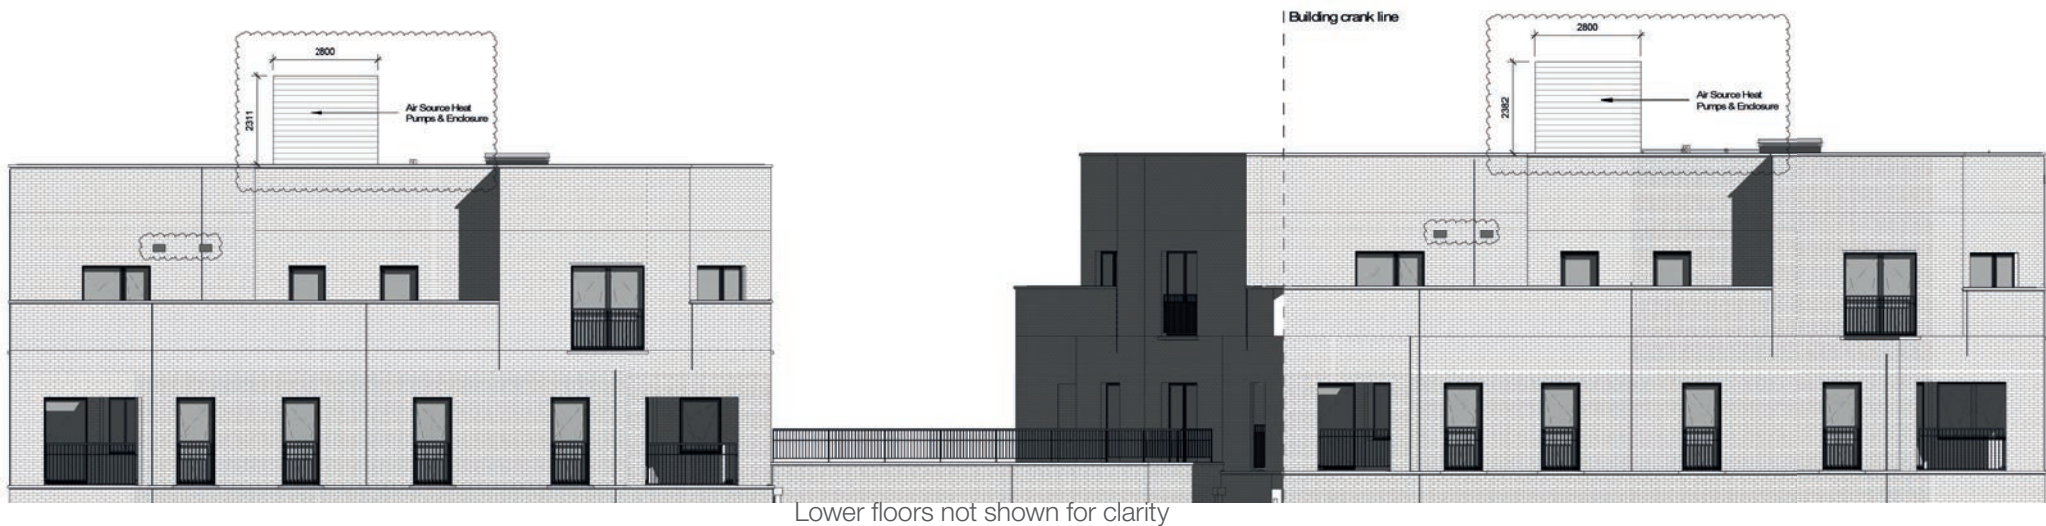 Building crank line
2800
2800
Air Source Heat
Pumps & Enclosure
2311
Air Source Heat
Pumps & Enclosure
2382
Lower floors not shown for clarity